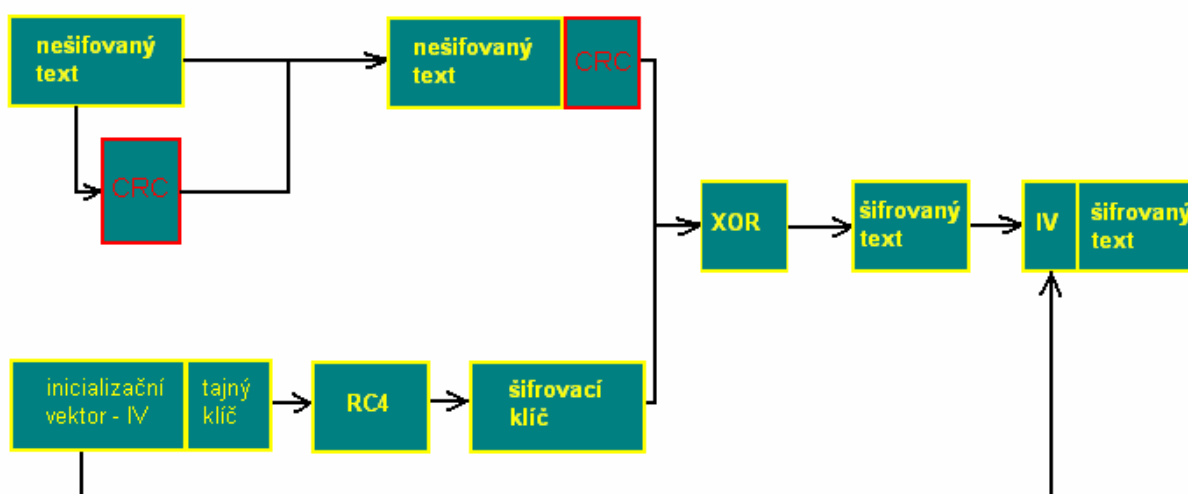 nešifovaný
text
CRC
nešifovaný
text
CRC
XOR
šifrovaný
text
IV
šifrovaný
text
inicializační
vektor - IV
tajný
klíč
RC4
šifrovací
klíč